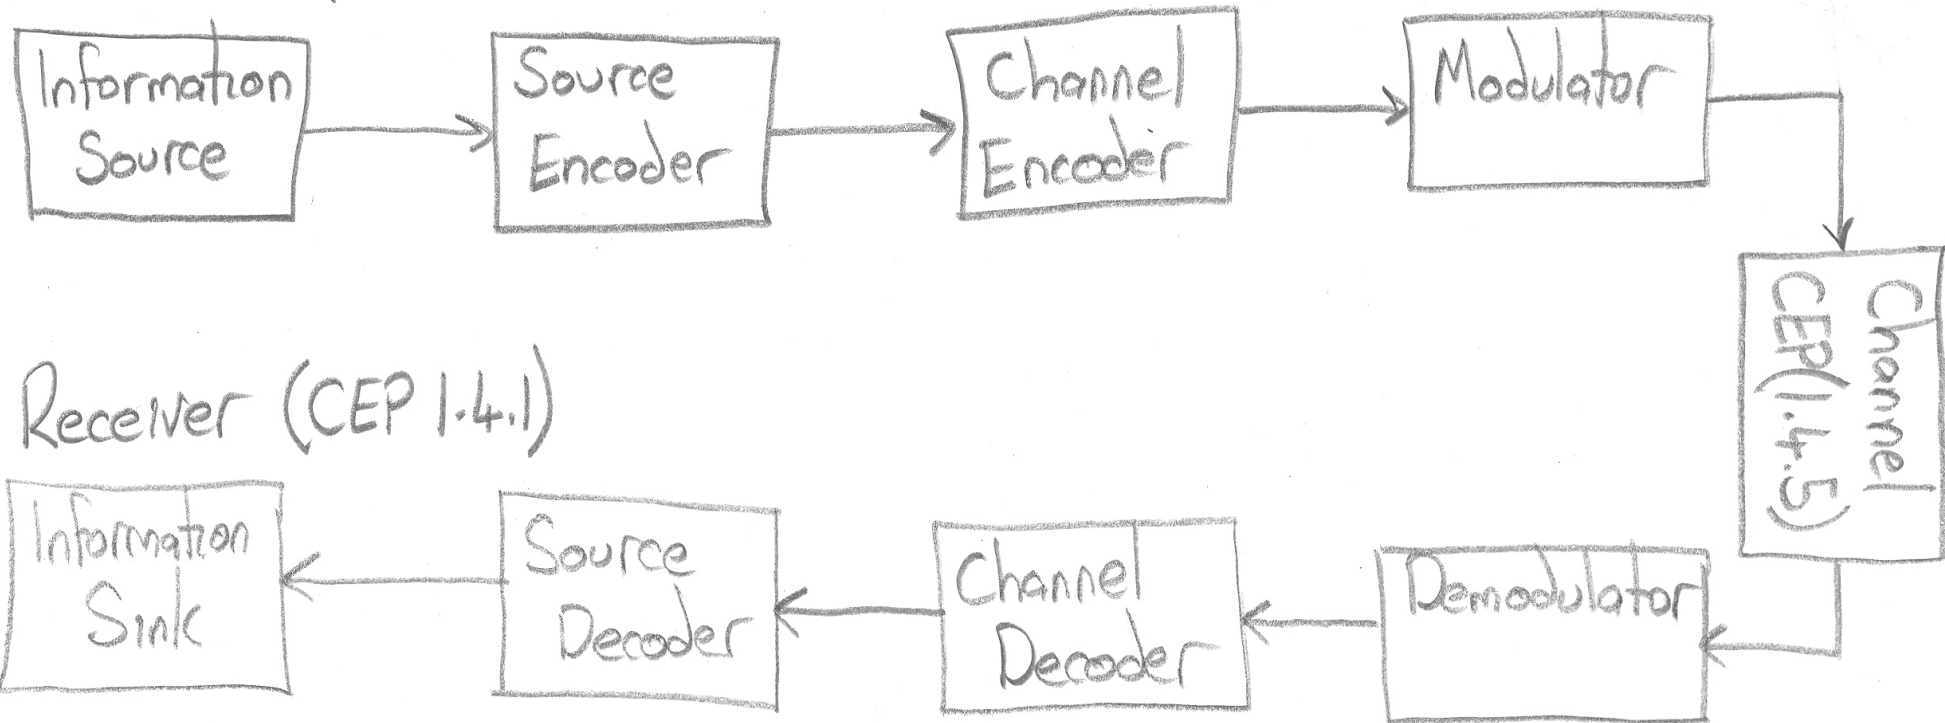 Information
Source
Source
Encoder
Channel
Encoder
Modulator
Channel
CEP(1.4.5)
Receiver (CEP 1.4.1)
Information
Sink
Source
Decoder
Channel
Decoder
Demodulator